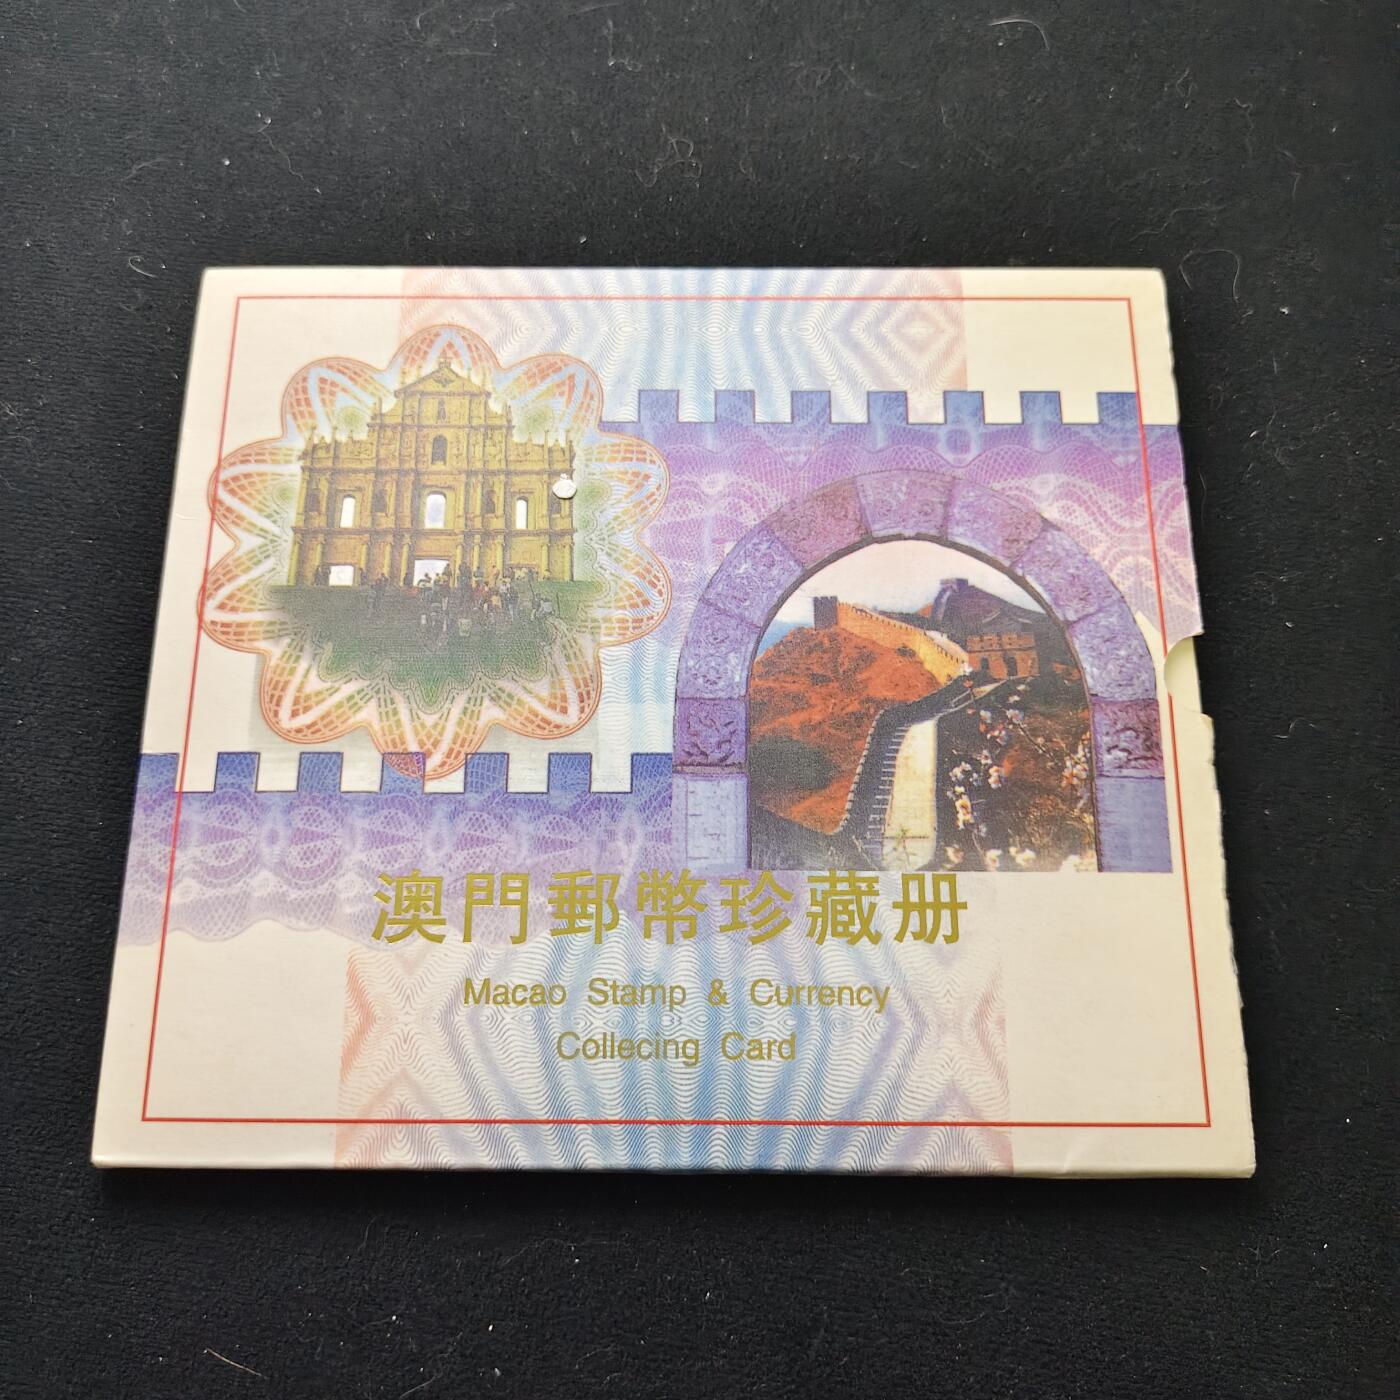 澳門郵幣珍藏册
Macao Stamp & Currency
Collecing Card